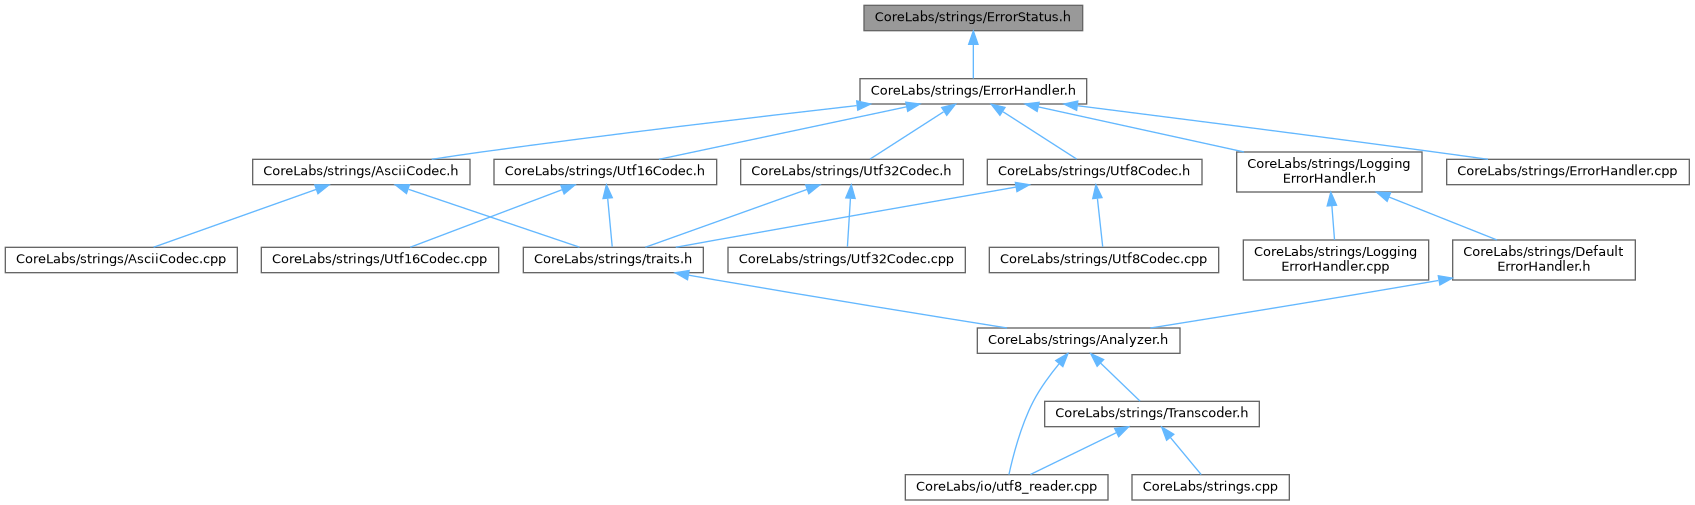 CoreLabs/strings/ErrorStatus.h
CoreLabs/strings/ErrorHandler.h
CoreLabs/strings/AsciiCodec.h
CoreLabs/strings/Utf16Codec.h
CoreLabs/strings/Utf32Codec.h
CoreLabs/strings/Utf8Codec.h
CoreLabs/strings/Logging
ErrorHandler.h
CoreLabs/strings/ErrorHandler.cpp
CoreLabs/strings/AsciiCodec.cpp
CoreLabs/strings/Utf16Codec.cpp
CoreLabs/strings/traits.h
CoreLabs/strings/Utf32Codec.cpp
CoreLabs/strings/Utf8Codec.cpp
CoreLabs/strings/Logging
ErrorHandler.cpp
CoreLabs/strings/Default
ErrorHandler.h
CoreLabs/strings/Analyzer.h
CoreLabs/strings/Transcoder.h
CoreLabs/io/utf8_reader.cpp
CoreLabs/strings.cpp